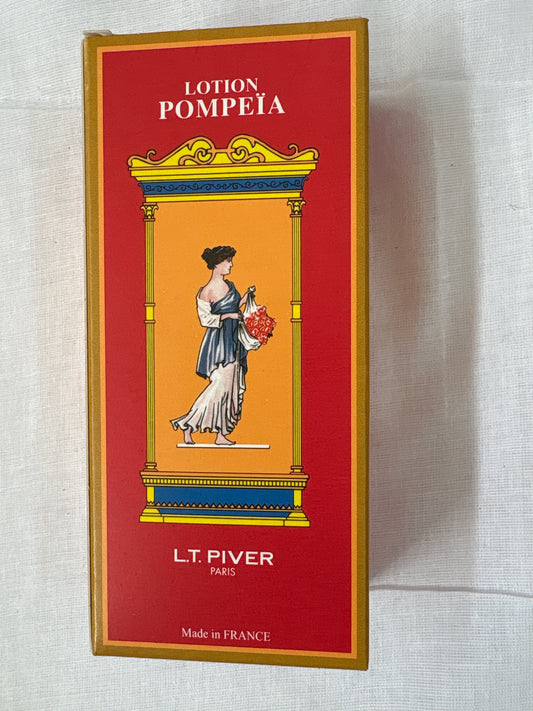 LOTION
POMPEÏA
L.T. PIVER
PARIS
Made in FRANCE